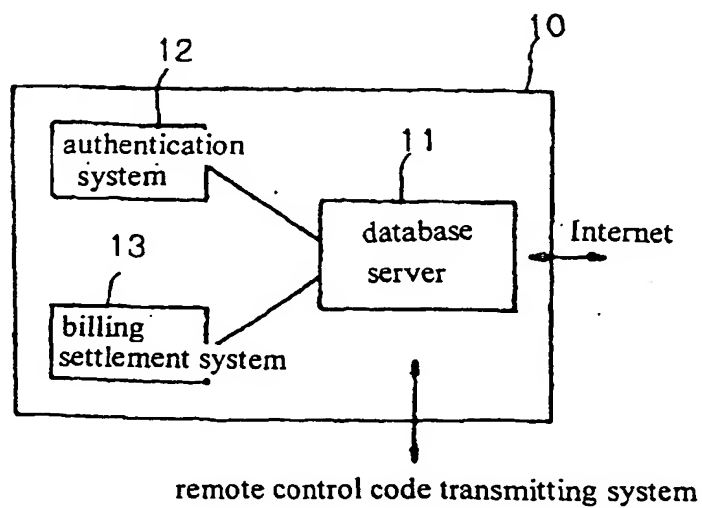 10
12
authentication
system
11
database
server
Internet
13
billing
settlement system
remote control code transmitting system